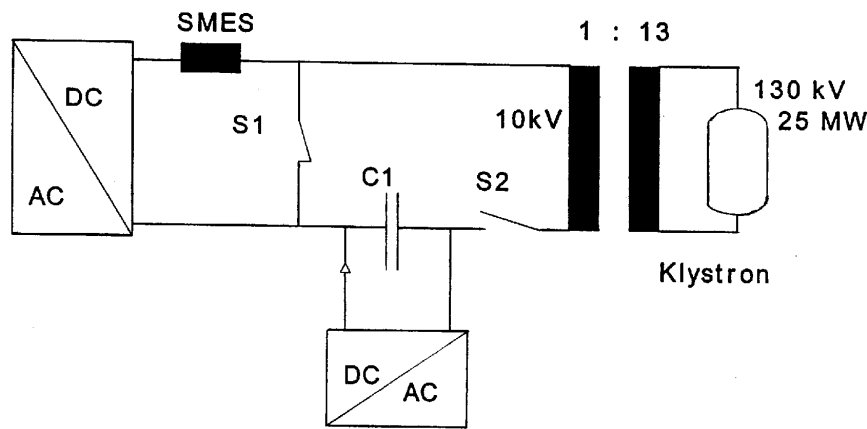 SMES
1 : 13
DC
AC
S1
10kV
130 kV
25 MW
C1
S2
Klystron
DC
AC